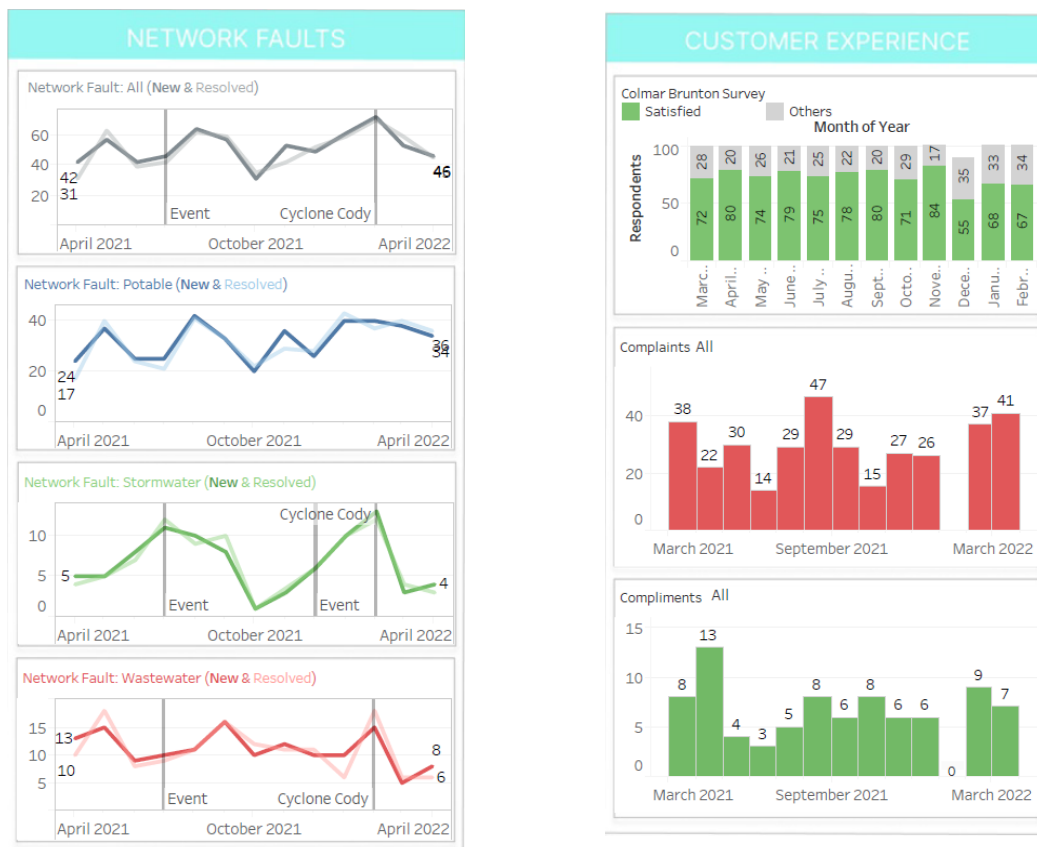 NETWORK FAULTS
Network Fault: All (New & Resolved)
60
40
20
42
31
46
Event
Cyclone Cody
April 2021
October 2021
April 2022
Network Fault: Potable (New & Resolved)
40
20
0
24
17
36
34
April 2021
October 2021
April 2022
Network Fault: Stormwater (New & Resolved)
10
5
0
5
4
Cyclone Cody
Event
Event
April 2021
October 2021
April 2022
Network Fault: Wastewater (New & Resolved)
15
10
5
13
10
8
6
Event
Cyclone Cody
April 2021
October 2021
April 2022
CUSTOMER EXPERIENCE
Colmar Brunton Survey
Satisfied
Others
Month of Year
Respondents
100
50
0
28 20 26 21 25 22 20 29 17 35 33 34
72 80 74 79 75 78 80 71 84 55 68 67
Marc.. April.. May .. June.. July .. Augu.. Sept.. Octo.. Nove.. Dece.. Janu.. Febr..
Complaints All
40
20
0
38 22 30 14 29 47 29 15 27 26 37 41
March 2021
September 2021
March 2022
Compliments All
15
10
5
0
8 13 4 3 5 8 6 8 6 6 0 9 7
March 2021
September 2021
March 2022